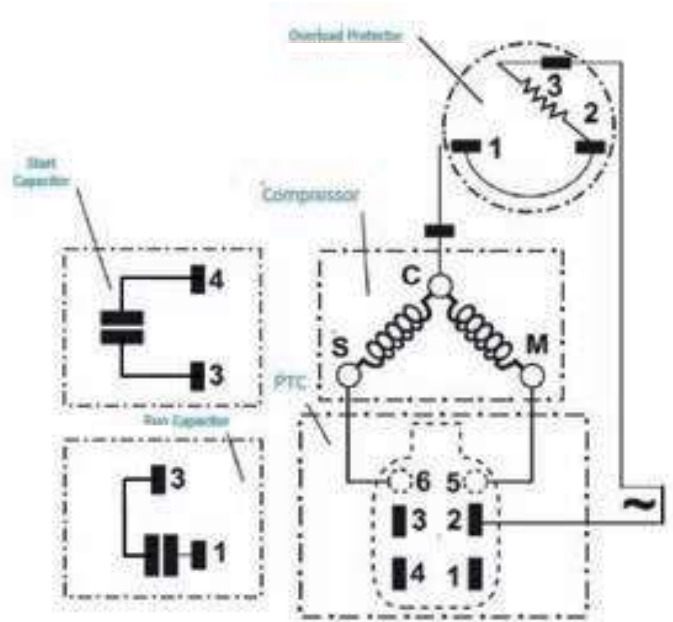 Overload Protector
3
2
1
Start
Capacitor
Compressor
4
3
C
S
M
PTC
Run Capacitor
3
1
6 5
3 2
4 1
~